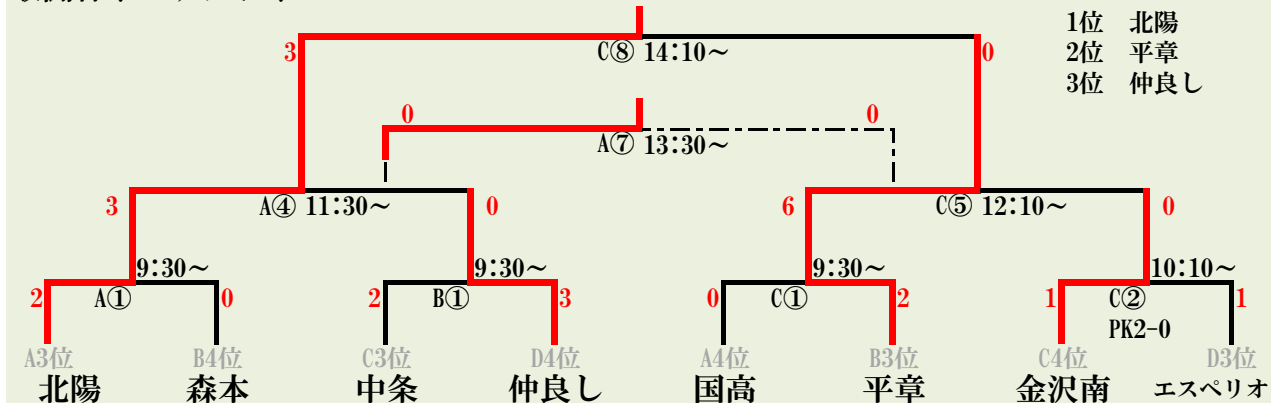 1位 北陽
2位 平章
3位 仲良し
3
C⑧ 14:10～
0
0
A⑦ 13:30～
0
3
A④ 11:30～
0
6
C⑤ 12:10～
0
9:30～
9:30～
9:30～
10:10～
2
A①
0
2
B①
3
0
C①
2
1
C②
1
PK2-0
A3位
B4位
C3位
D4位
A4位
B3位
C4位
D3位
北陽
森本
中条
仲良し
国高
平章
金沢南
エスペリオ